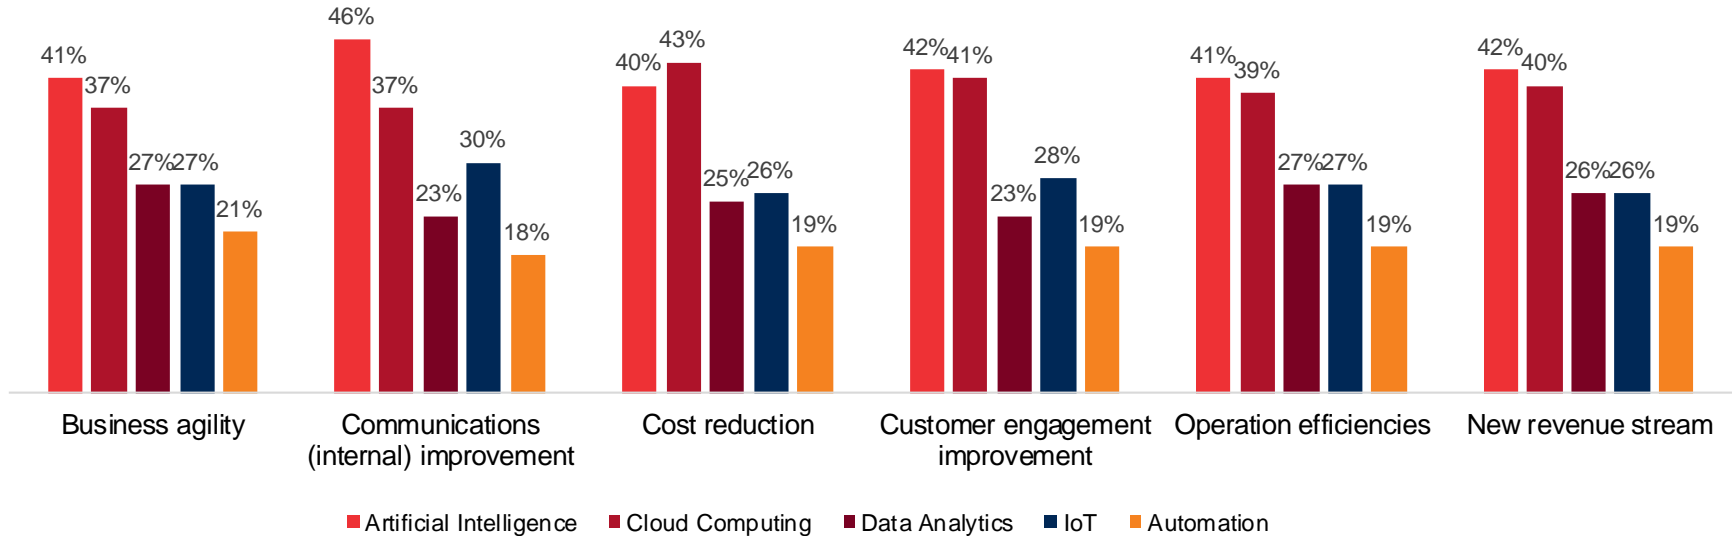 41%
37%
27%
27%
21%
46%
37%
23%
30%
18%
40%
43%
25%
26%
19%
42%
41%
23%
28%
19%
41%
39%
27%
27%
19%
42%
40%
26%
26%
19%
Business agility
Communications
(internal) improvement
Cost reduction
Customer engagement
improvement
Operation efficiencies
New revenue stream
Artificial Intelligence
Cloud Computing
Data Analytics
IoT
Automation